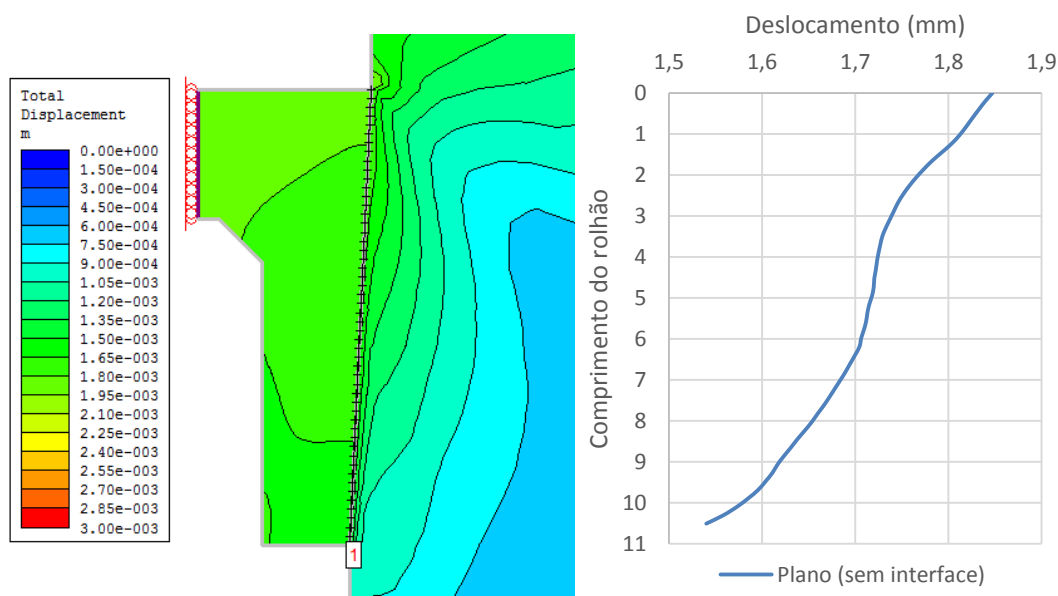 Total
Displacement
m
0.00e+000
1.50e-004
3.00e-004
4.50e-004
6.00e-004
7.50e-004
9.00e-004
1.05e-003
1.20e-003
1.35e-003
1.50e-003
1.65e-003
1.80e-003
1.95e-003
2.10e-003
2.25e-003
2.40e-003
2.55e-003
2.70e-003
2.85e-003
3.00e-003
1
Deslocamento (mm)
1,5 1,6 1,7 1,8 1,9
Comprimento do rolhão
0
1
2
3
4
5
6
7
8
9
10
11
Plano (sem interface)